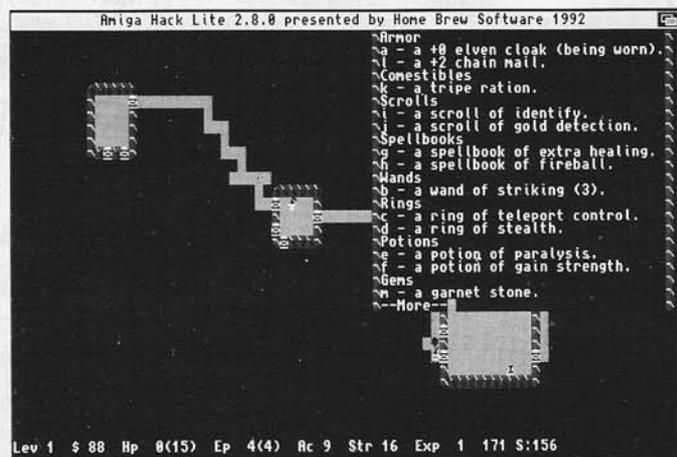 Amiga Hack Lite 2.8.0 presented by Home Brew Software 1992
Armor
a - a +0 elven cloak (being worn).
l - a +2 chain mail.
Comestibles
k - a tripe ration.
Scrolls
i - a scroll of identify.
j - a scroll of gold detection.
Spellbooks
g - a spellbook of extra healing.
h - a spellbook of fireball.
Wands
b - a wand of striking (3).
Rings
c - a ring of teleport control.
d - a ring of stealth.
Potions
e - a potion of paralysis.
f - a potion of gain strength.
Gems
m - a garnet stone.
--More--
Lev 1 $ 88 Hp 0(15) Ep 4(4) Ac 9 Str 16 Exp 1 171 S:156